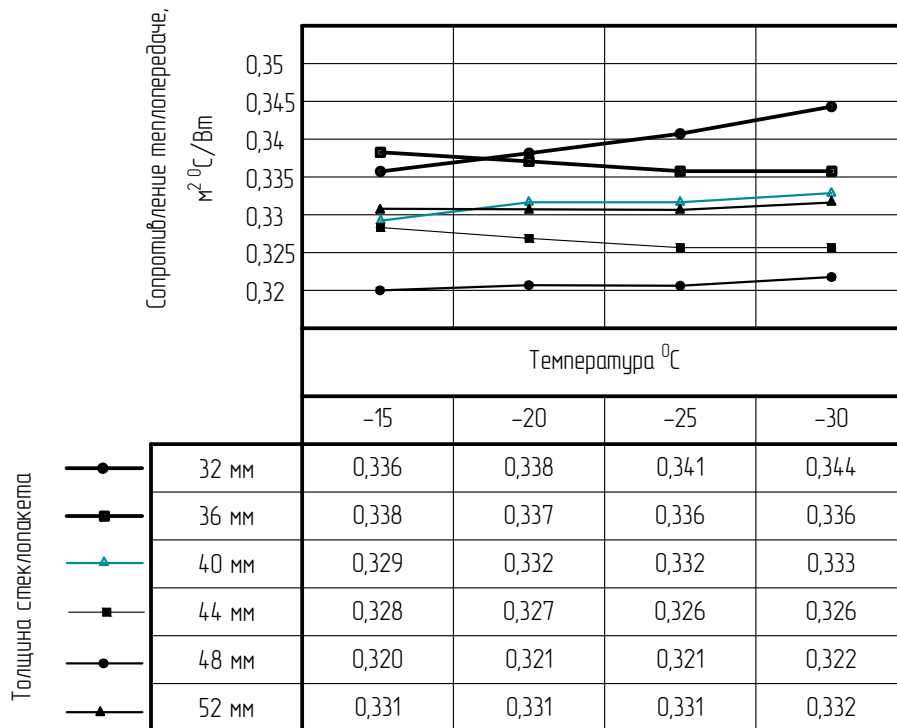 Сопротивление теплопередаче,
м² ⁰С/Вт
0,35
0,345
0,34
0,335
0,33
0,325
0,32
Температура ⁰С
–15 –20 –25 –30
Толщина стеклопакета
32 мм 0,336 0,338 0,341 0,344
36 мм 0,338 0,337 0,336 0,336
40 мм 0,329 0,332 0,332 0,333
44 мм 0,328 0,327 0,326 0,326
48 мм 0,320 0,321 0,321 0,322
52 мм 0,331 0,331 0,331 0,332